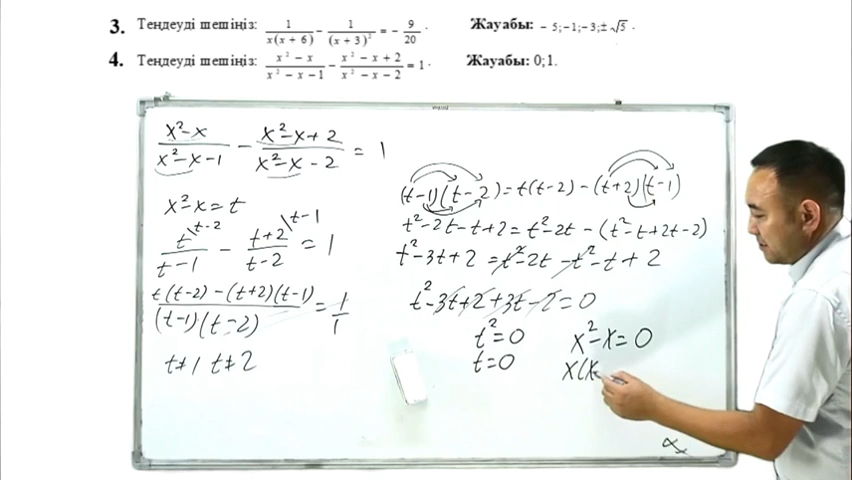 3. Теңдеуді шешіңіз: 1/(x(x+6)) − 1/(x+3)² = − 9/20. Жауабы: − 5;−1;−3;±√5.
4. Теңдеуді шешіңіз: (x²−x)/(x²−x−1) − (x²−x+2)/(x²−x−2) = 1. Жауабы: 0;1.
(x²-x)/(x²-x-1) - (x²-x+2)/(x²-x-2) = 1
x²-x=t
t\t-2/(t-1) - (t+2)\t-1/(t-2) = 1
(t(t-2)-(t+2)(t-1))/((t-1)(t-2)) = 1/1
t≠1 t≠2
(t-1)(t-2)=t(t-2)-(t+2)(t-1)
t²-2t-t+2=t²-2t-(t²-t+2t-2)
t²-3t+2=t²-2t-t²-t+2
t²-3t+2+3t-2=0
t²=0 x²-x=0
t=0 x(x-